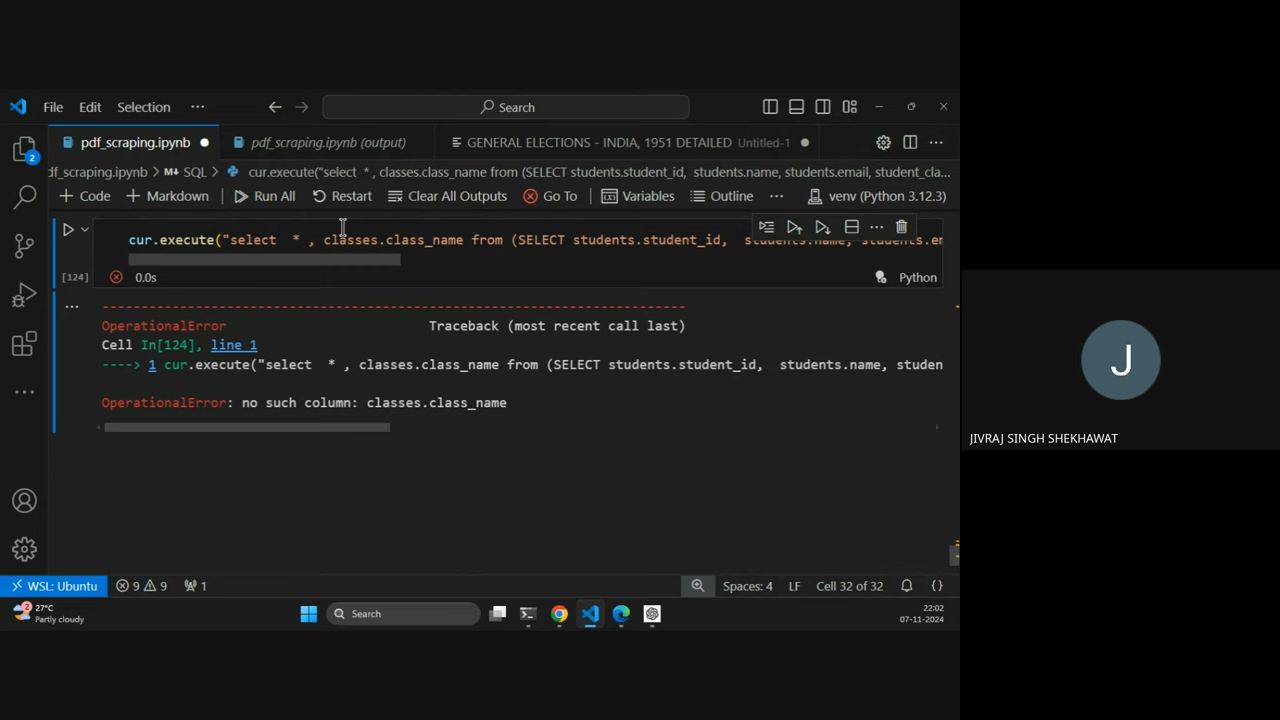 File Edit Selection ··· Search
pdf_scraping.ipynb pdf_scraping.ipynb (output) GENERAL ELECTIONS - INDIA, 1951 DETAILED Untitled-1
df_scraping.ipynb > M↓ SQL > cur.execute("select * , classes.class_name from (SELECT students.student_id, students.name, students.email, student_cla...
+ Code + Markdown Run All Restart Clear All Outputs Go To Variables Outline ··· venv (Python 3.12.3)
cur.execute("select * , classes.class_name from (SELECT students.student_id, students.name, students.em
[124] 0.0s Python
OperationalError Traceback (most recent call last)
Cell In[124], line 1
----> 1 cur.execute("select * , classes.class_name from (SELECT students.student_id, students.name, studen
OperationalError: no such column: classes.class_name
J
JIVRAJ SINGH SHEKHAWAT
2
WSL: Ubuntu 9 9 1 Spaces: 4 LF Cell 32 of 32 {}
2 27°C
Partly cloudy
Search
22:02
07-11-2024